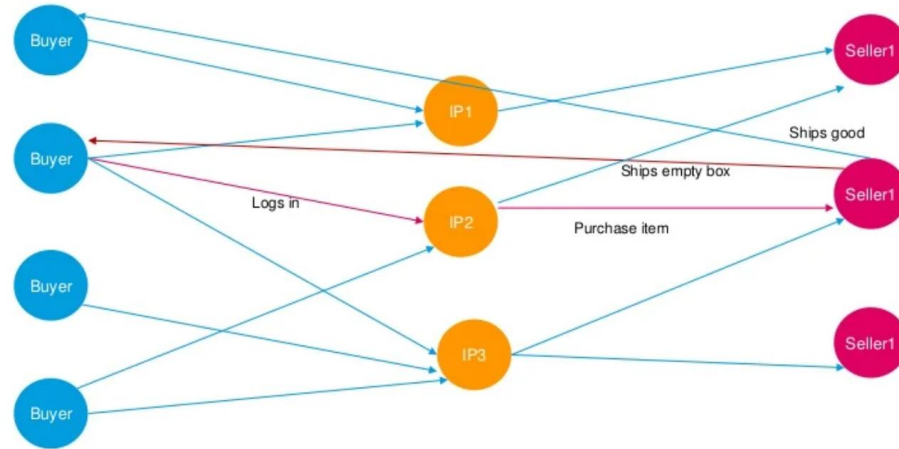 Buyer
Seller1
IP1
Ships good
Buyer
Ships empty box
Seller1
Logs in
IP2
Purchase item
Buyer
IP3
Seller1
Buyer